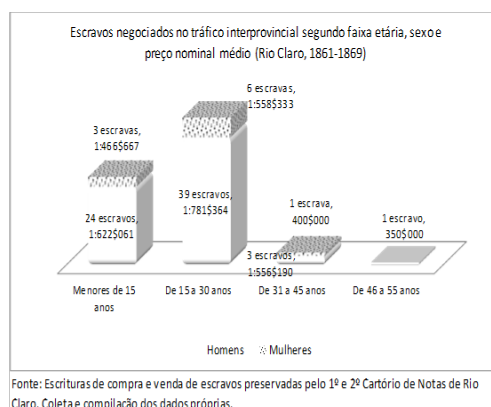 Escravos negociados no tráfico interprovincial segundo faixa etária, sexo e
preço nominal médio (Rio Claro, 1861-1869)
6 escravas,
1:558$333
3 escravas,
1:466$667
39 escravos,
1:781$364
24 escravos,
1:622$061
1 escrava,
400$000
1 escravo,
350$000
3 escravos,
1:556$190
Menores de 15
anos
De 15 a 30 anos
De 31 a 45 anos
De 46 a 55 anos
Homens
Mulheres
Fonte: Escrituras de compra e venda de escravos preservadas pelo 1º e 2º Cartório de Notas de Rio
Claro. Coleta e compilação dos dados próprias.